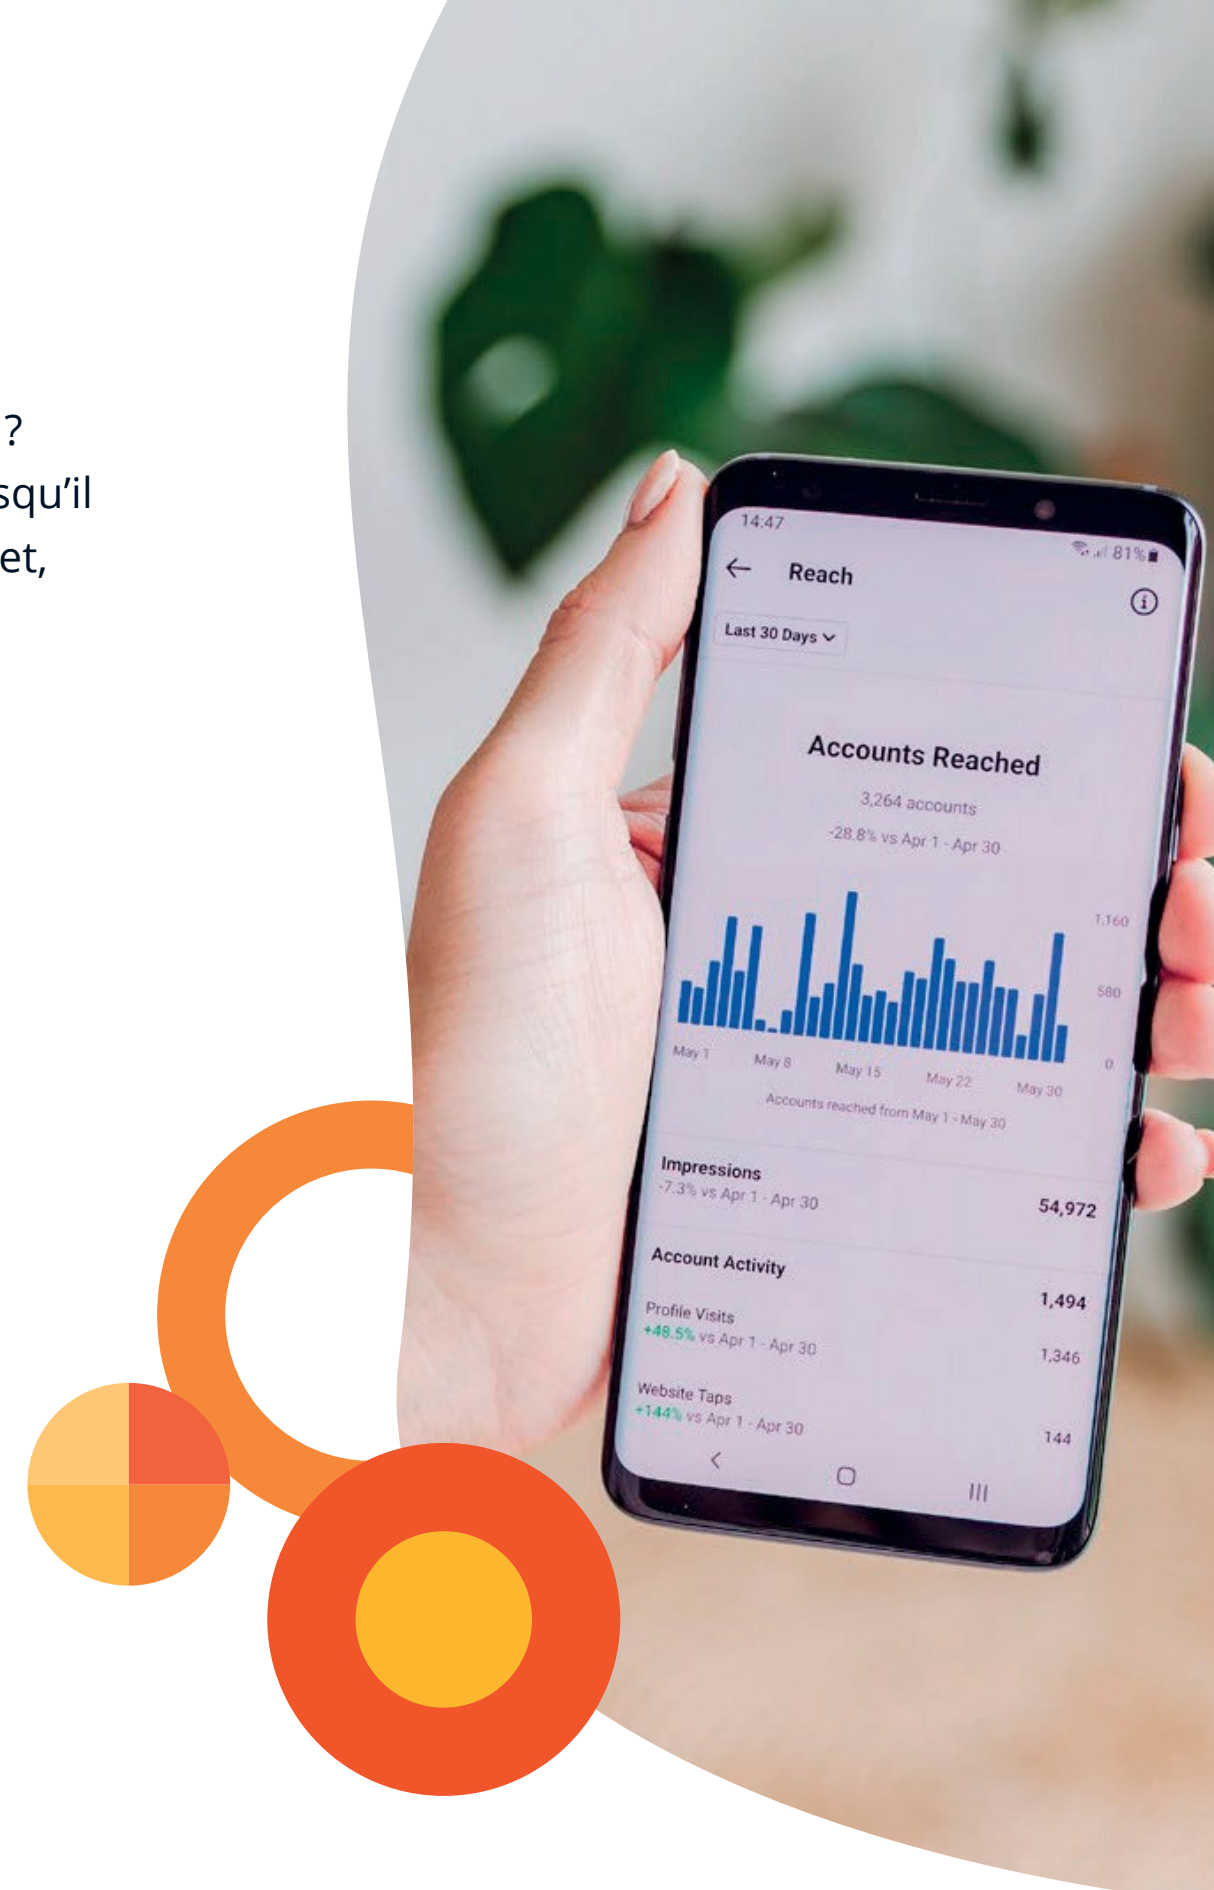 ?
squ’il
et,
14:47
81%
Reach
Last 30 Days
Accounts Reached
3,264 accounts
-28.8% vs Apr 1 - Apr 30
1,160
580
0
May 1 May 8 May 15 May 22 May 30
Accounts reached from May 1 - May 30
Impressions
54,972
-7.3% vs Apr 1 - Apr 30
Account Activity
1,494
Profile Visits
+48.5% vs Apr 1 - Apr 30
1,346
Website Taps
+144% vs Apr 1 - Apr 30
144